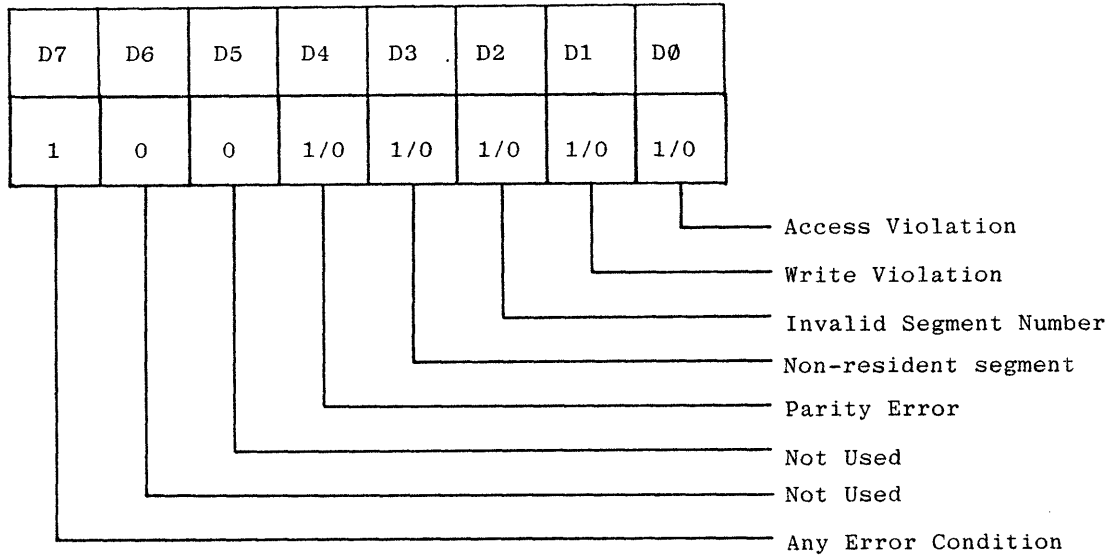 D7 D6 D5 D4 D3 D2 D1 DØ
1 0 0 1/0 1/0 1/0 1/0 1/0
Access Violation
Write Violation
Invalid Segment Number
Non-resident segment
Parity Error
Not Used
Not Used
Any Error Condition